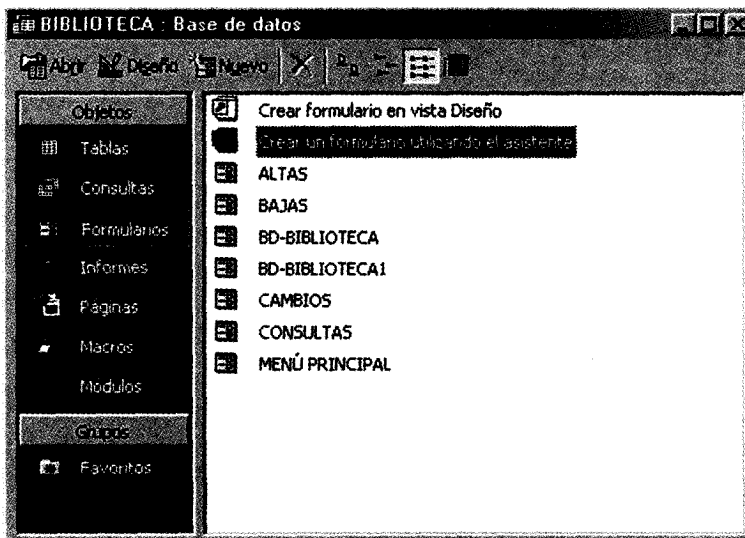 BIBLIOTECA : Base de datos
Abrir Diseño Nuevo
Objetos
Tablas
Consultas
Formularios
Informes
Páginas
Macros
Módulos
Grupos
Favoritos
Crear formulario en vista Diseño
Crear un formulario utilizando el asistente
ALTAS
BAJAS
BD-BIBLIOTECA
BD-BIBLIOTECA1
CAMBIOS
CONSULTAS
MENÚ PRINCIPAL